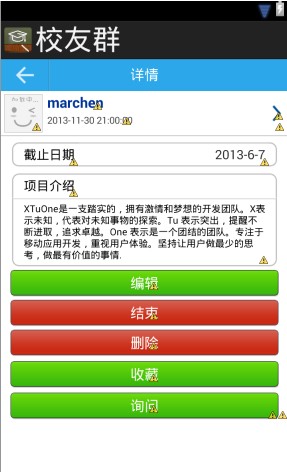 校友群
详情
marchen
2013-11-30 21:00:00
截止日期
2013-6-7
项目介绍
XTuOne是一支踏实的，拥有激情和梦想的开发团队。X表
示未知，代表对未知事物的探索。Tu 表示突出，提醒不
断进取，追求卓越。One 表示是一个团结的团队。专注于
移动应用开发，重视用户体验。坚持让用户做最少的思
考，做最有价值的事情.
编辑
结束
删除
收藏
询问